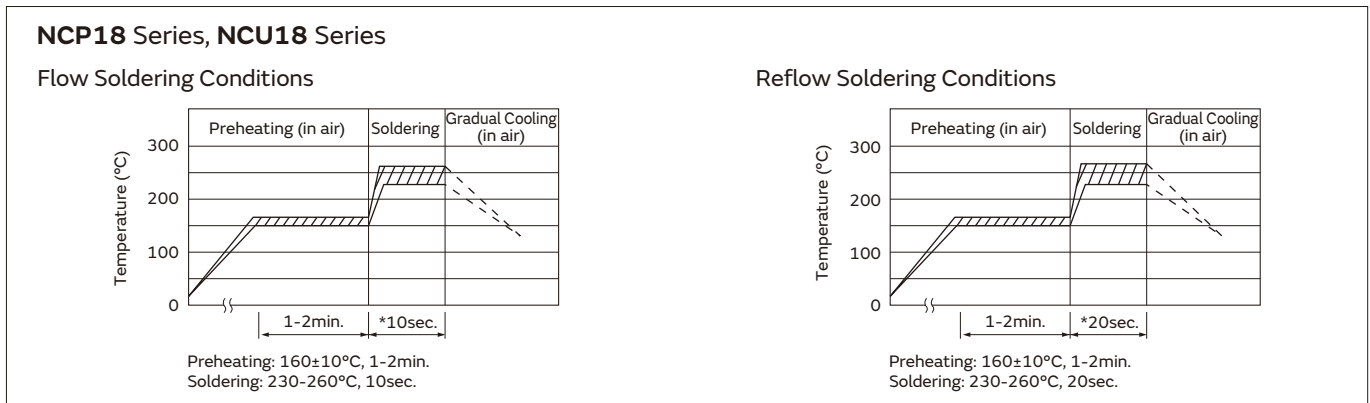 NCP18 Series, NCU18 Series
Flow Soldering Conditions
Temperature (°C)
300
200
100
0
Preheating (in air)
Soldering
Gradual Cooling
(in air)
1-2min.
*10sec.
Preheating: 160±10°C, 1-2min.
Soldering: 230-260°C, 10sec.
Reflow Soldering Conditions
Temperature (°C)
300
200
100
0
Preheating (in air)
Soldering
Gradual Cooling
(in air)
1-2min.
*20sec.
Preheating: 160±10°C, 1-2min.
Soldering: 230-260°C, 20sec.